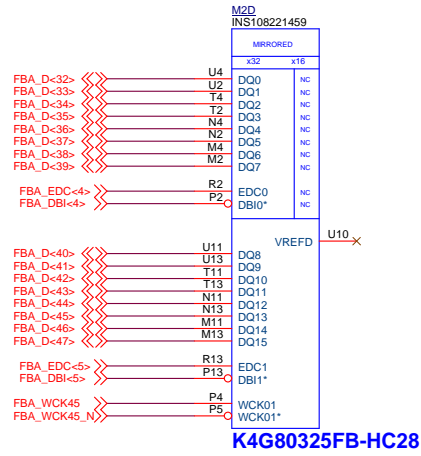 M2D
INS108221459
MIRRORED
x32 x16
FBA_D<32> U4 DQ0 NC
FBA_D<33> U2 DQ1 NC
FBA_D<34> T4 DQ2 NC
FBA_D<35> T2 DQ3 NC
FBA_D<36> N4 DQ4 NC
FBA_D<37> N2 DQ5 NC
FBA_D<38> M4 DQ6 NC
FBA_D<39> M2 DQ7 NC
FBA_EDC<4> R2 EDC0 NC
FBA_DBI<4> P2 DBI0* NC
VREFD U10
FBA_D<40> U11 DQ8
FBA_D<41> U13 DQ9
FBA_D<42> T11 DQ10
FBA_D<43> T13 DQ11
FBA_D<44> N11 DQ12
FBA_D<45> N13 DQ13
FBA_D<46> M11 DQ14
FBA_D<47> M13 DQ15
FBA_EDC<5> R13 EDC1
FBA_DBI<5> P13 DBI1*
FBA_WCK45 P4 WCK01
FBA_WCK45_N P5 WCK01*
K4G80325FB-HC28